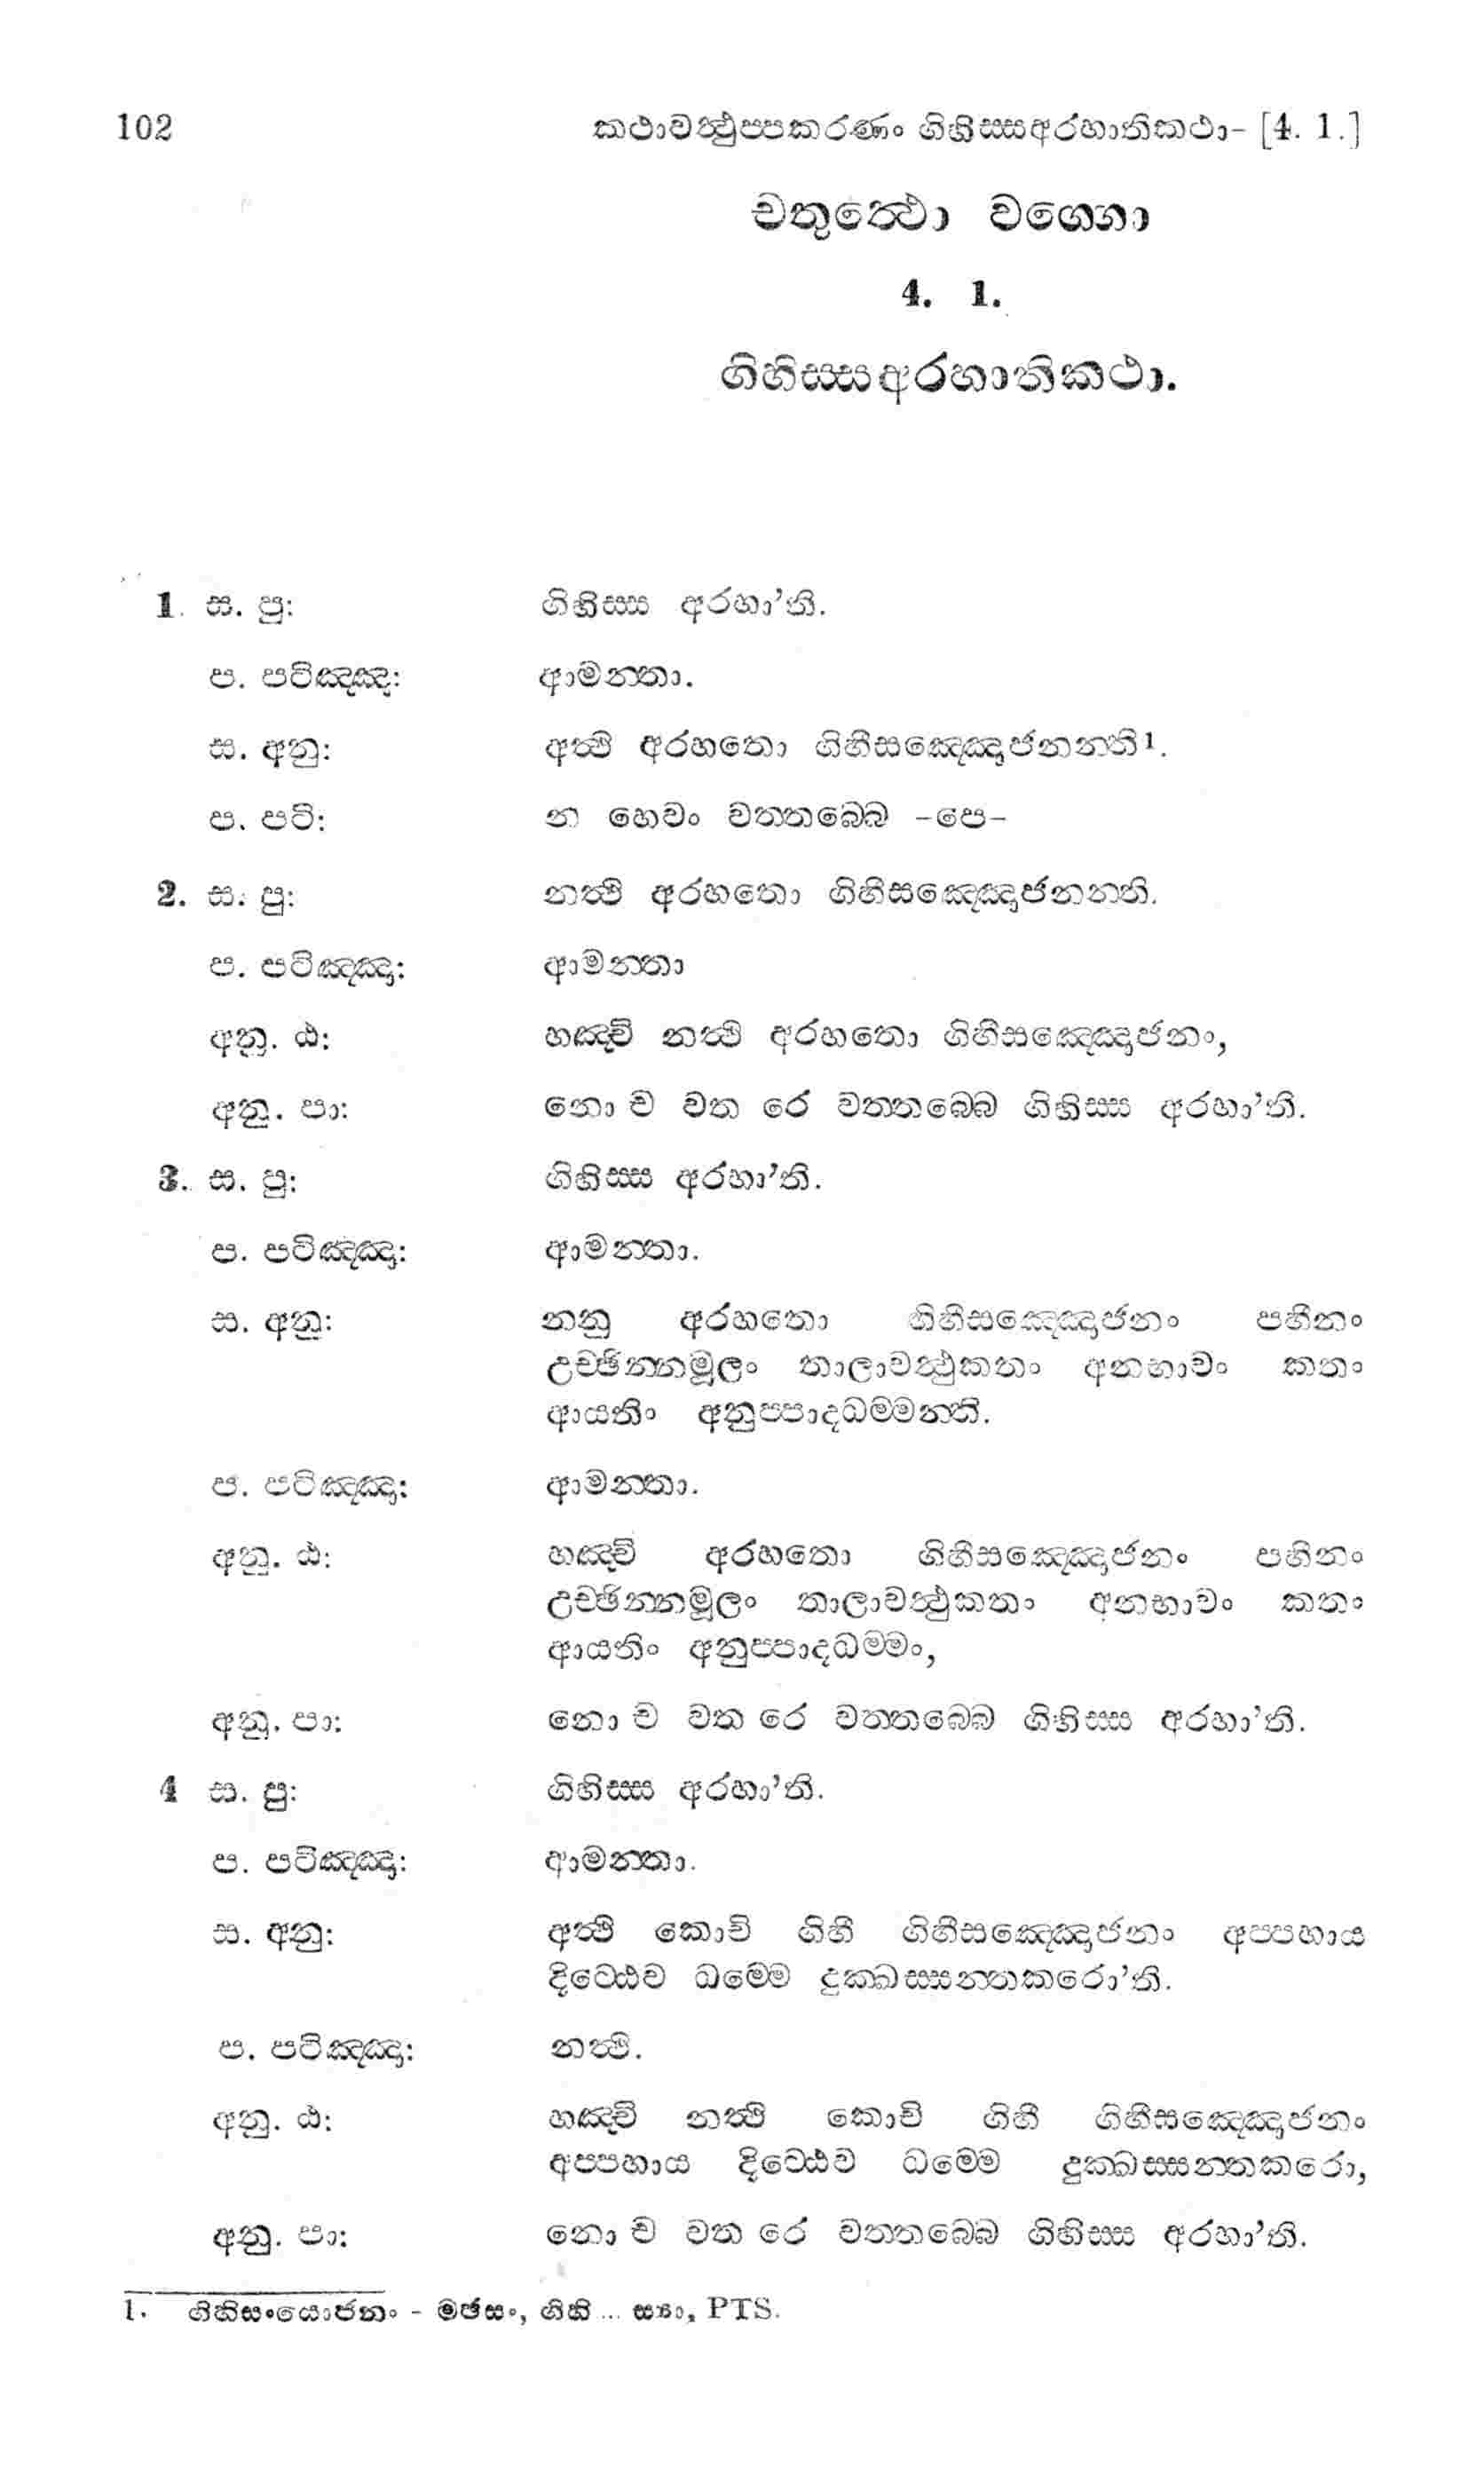 102 කථාවත්‍ථුප්පකරණං ගිහිස්සඅරහාතිකථා- [4. 1.]
චතුත්‍ථො වග්ගො
4. 1.
ගිහිස්සඅරහාතිකථා.
1. ස. පු: ගිහිස්ස අරහා’ති.
ප. පටිඤ්ඤා: ආමන්තා.
ස. අනු: අත්‍ථි අරහතො ගිහිසඤ්ඤොජනන්ති¹.
ප. පටි: න හෙවං වත්තබ්බෙ -පෙ-
2. ස. පු: නත්‍ථි අරහතො ගිහිසඤ්ඤොජනන්ති.
ප. පටිඤ්ඤා: ආමන්තා
අනු. ඨ: හඤ්චි නත්‍ථි අරහතො ගිහිසඤ්ඤොජනං,
අනු. පා: නො ච වත රෙ වත්තබ්බෙ ගිහිස්ස අරහා’ති.
3. ස. පු: ගිහිස්ස අරහා’ති.
ප. පටිඤ්ඤා: ආමන්තා.
ස. අනු: නනු අරහතො ගිහිසඤ්ඤොජනං පහීනං
උච්ඡින්නමූලං තාලාවත්‍ථුකතං අනභාවං කතං
ආයතිං අනුප්පාදධම්මන්ති.
ප. පටිඤ්ඤා: ආමන්තා.
අනු. ඨ: හඤ්චි අරහතො ගිහිසඤ්ඤොජනං පහීනං
උච්ඡින්නමූලං තාලාවත්‍ථුකතං අනභාවං කතං
ආයතිං අනුප්පාදධම්මං,
අනු. පා: නො ච වත රෙ වත්තබ්බෙ ගිහිස්ස අරහා’ති.
4 ස. පු: ගිහිස්ස අරහා’ති.
ප. පටිඤ්ඤා: ආමන්තා.
ස. අනු: අත්‍ථි කොචි ගිහී ගිහිසඤ්ඤොජනං අප්පහාය
දිට්ඨෙව ධම්මෙ දුක්ඛස්සන්තකරො’ති.
ප. පටිඤ්ඤා: නත්‍ථි.
අනු. ඨ: හඤ්චි නත්‍ථි කොචි ගිහී ගිහිසඤ්ඤොජනං
අප්පහාය දිට්ඨෙව ධම්මෙ දුක්ඛස්සන්තකරො,
අනු. පා: නො ච වත රෙ වත්තබ්බෙ ගිහිස්ස අරහා’ති.
1. ගිහිසංයොජනං - මඡසං, ගිහි ... ස්‍යා, PTS.